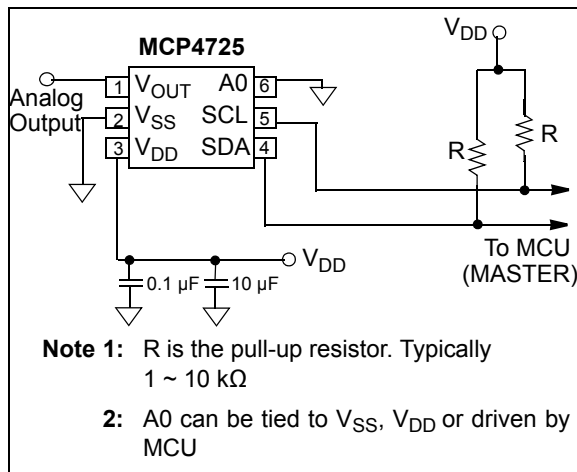 MCP4725
VDD
Analog
Output
1 VOUT A0 6
2 VSS SCL 5
3 VDD SDA 4
R
R
VDD
0.1 µF
10 µF
To MCU
(MASTER)
Note 1: R is the pull-up resistor. Typically
1 ~ 10 kΩ
2: A0 can be tied to VSS, VDD or driven by
MCU